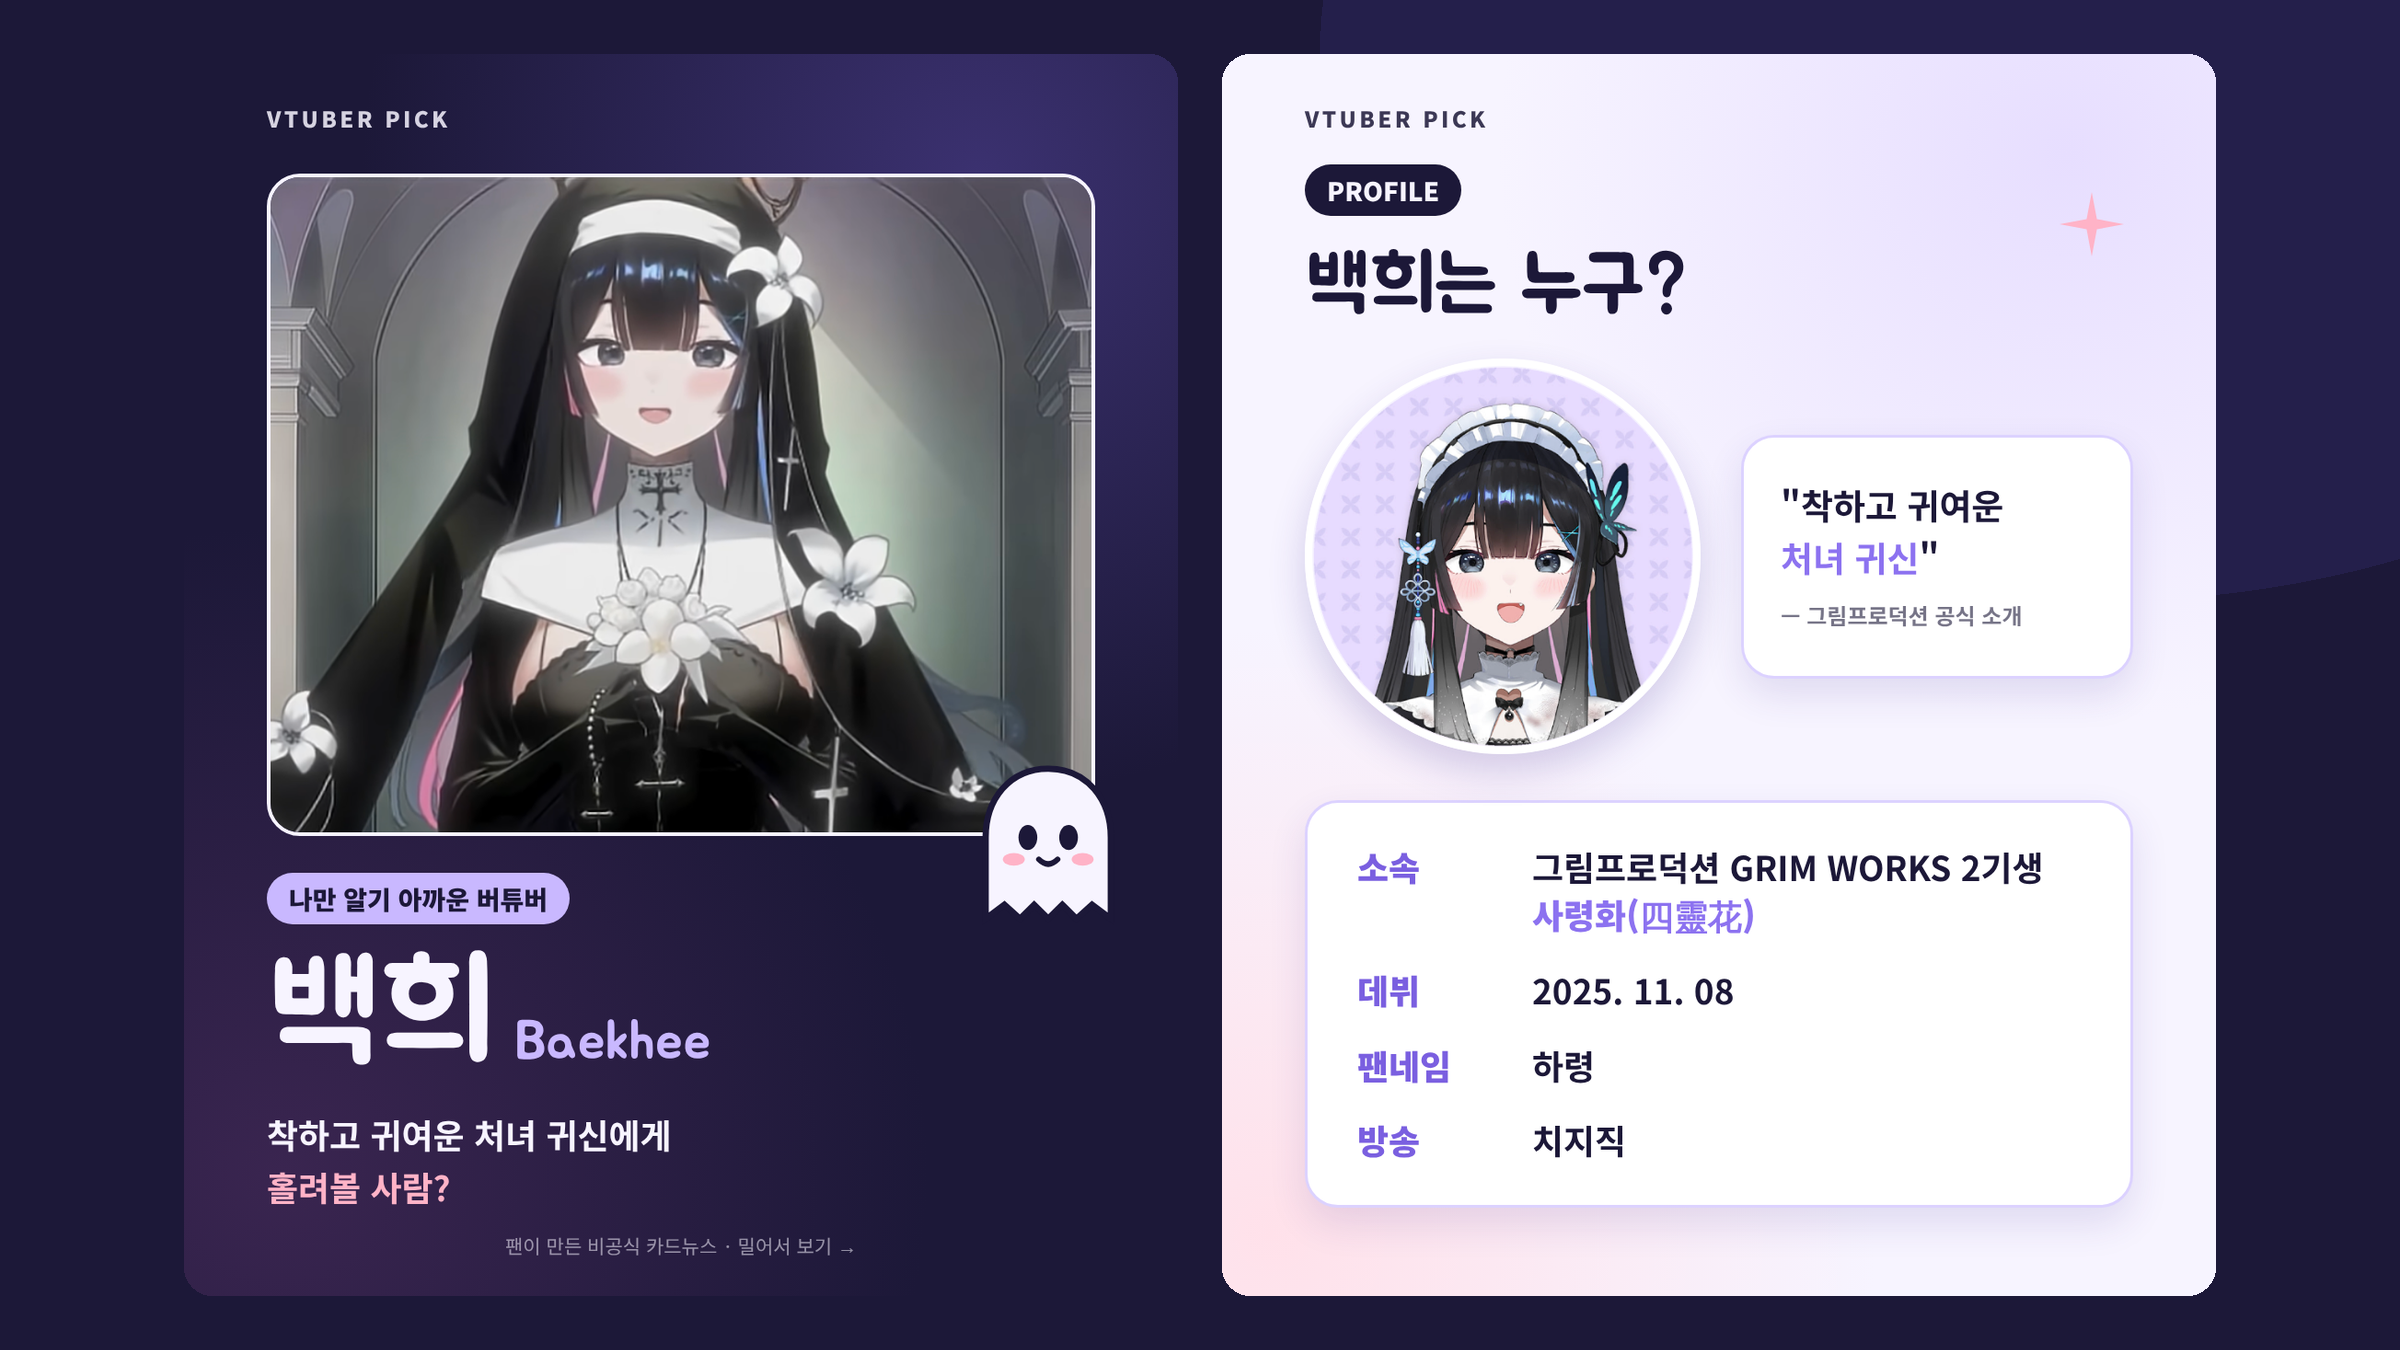 VTUBER PICK
나만 알기 아까운 버튜버
백희 Baekhee
착하고 귀여운 처녀 귀신에게
홀려볼 사람?
팬이 만든 비공식 카드뉴스 · 밀어서 보기 →
VTUBER PICK
PROFILE
백희는 누구?
"착하고 귀여운
처녀 귀신"
— 그림프로덕션 공식 소개
소속 그림프로덕션 GRIM WORKS 2기생
사령화(四靈花)
데뷔 2025. 11. 08
팬네임 하령
방송 치지직